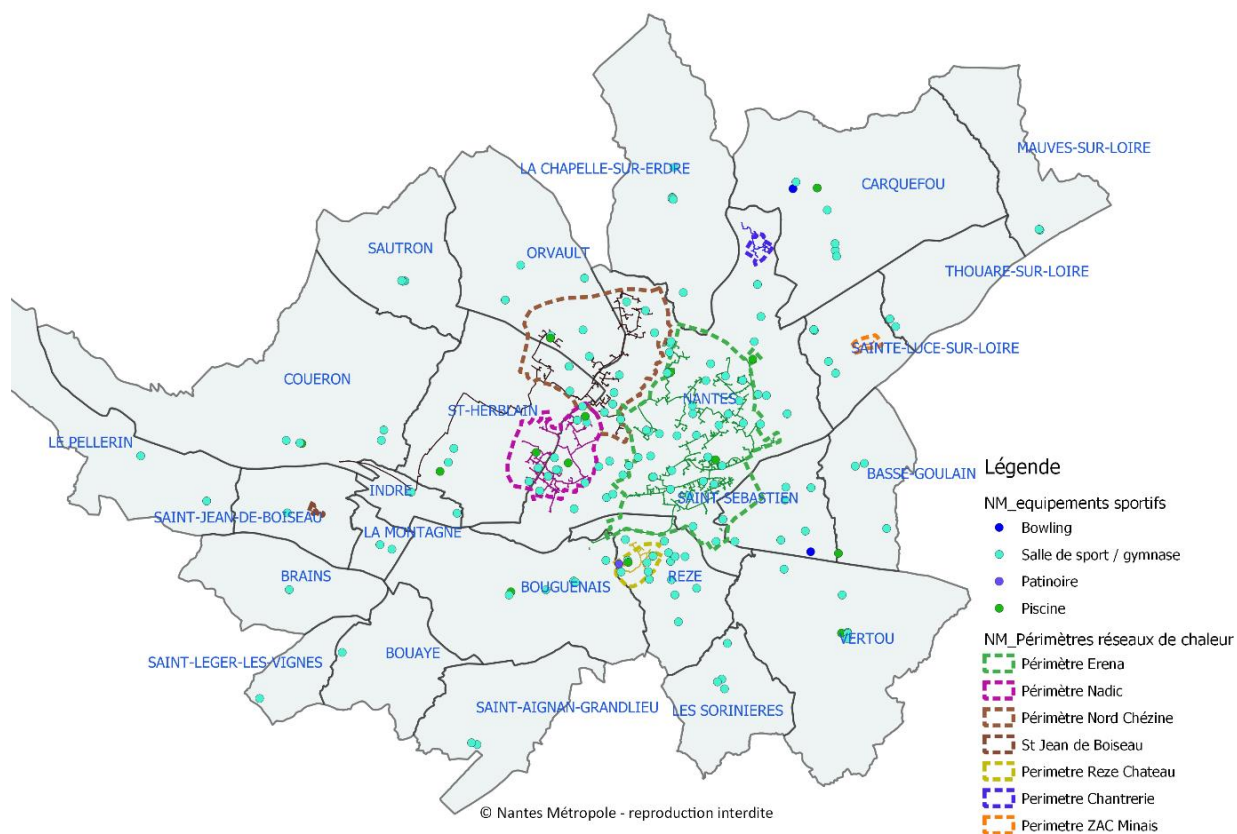 MAUVES-SUR-LOIRE
LA CHAPELLE-SUR-ERDRE
CARQUEFOU
SAUTRON
ORVAULT
THOUARE-SUR-LOIRE
SAINTE-LUCE-SUR-LOIRE
COUERON
NANTES
ST-HERBLAIN
LE PELLERIN
BASSE-GOULAIN
INDRE
SAINT-SEBASTIEN
SAINT-JEAN-DE-BOISEAU
LA MONTAGNE
BRAINS
BOUGUENAIS
REZE
VERTOU
SAINT-LEGER-LES-VIGNES
BOUAYE
SAINT-AIGNAN-GRANDLIEU
LES SORINIERES
© Nantes Métropole - reproduction interdite
Légende
NM_equipements sportifs
Bowling
Salle de sport / gymnase
Patinoire
Piscine
NM_Périmètres réseaux de chaleur
Périmètre Erena
Périmètre Nadic
Périmètre Nord Chézine
St Jean de Boiseau
Perimetre Reze Chateau
Perimetre Chantrerie
Perimetre ZAC Minais